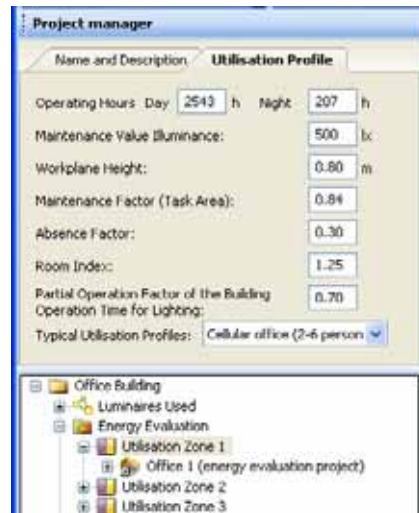 Project manager
Name and Description Utilisation Profile
Operating Hours Day 2543 h Night 207 h
Maintenance Value Illuminance: 500 lx
Workplane Height: 0.80 m
Maintenance Factor (Task Area): 0.84
Absence Factor: 0.30
Room Index: 1.25
Partial Operation Factor of the Building
Operation Time for Lighting: 0.70
Typical Utilisation Profiles: Cellular office (2-6 person
Office Building
Luminaires Used
Energy Evaluation
Utilisation Zone 1
Office 1 (energy evaluation project)
Utilisation Zone 2
Utilisation Zone 3